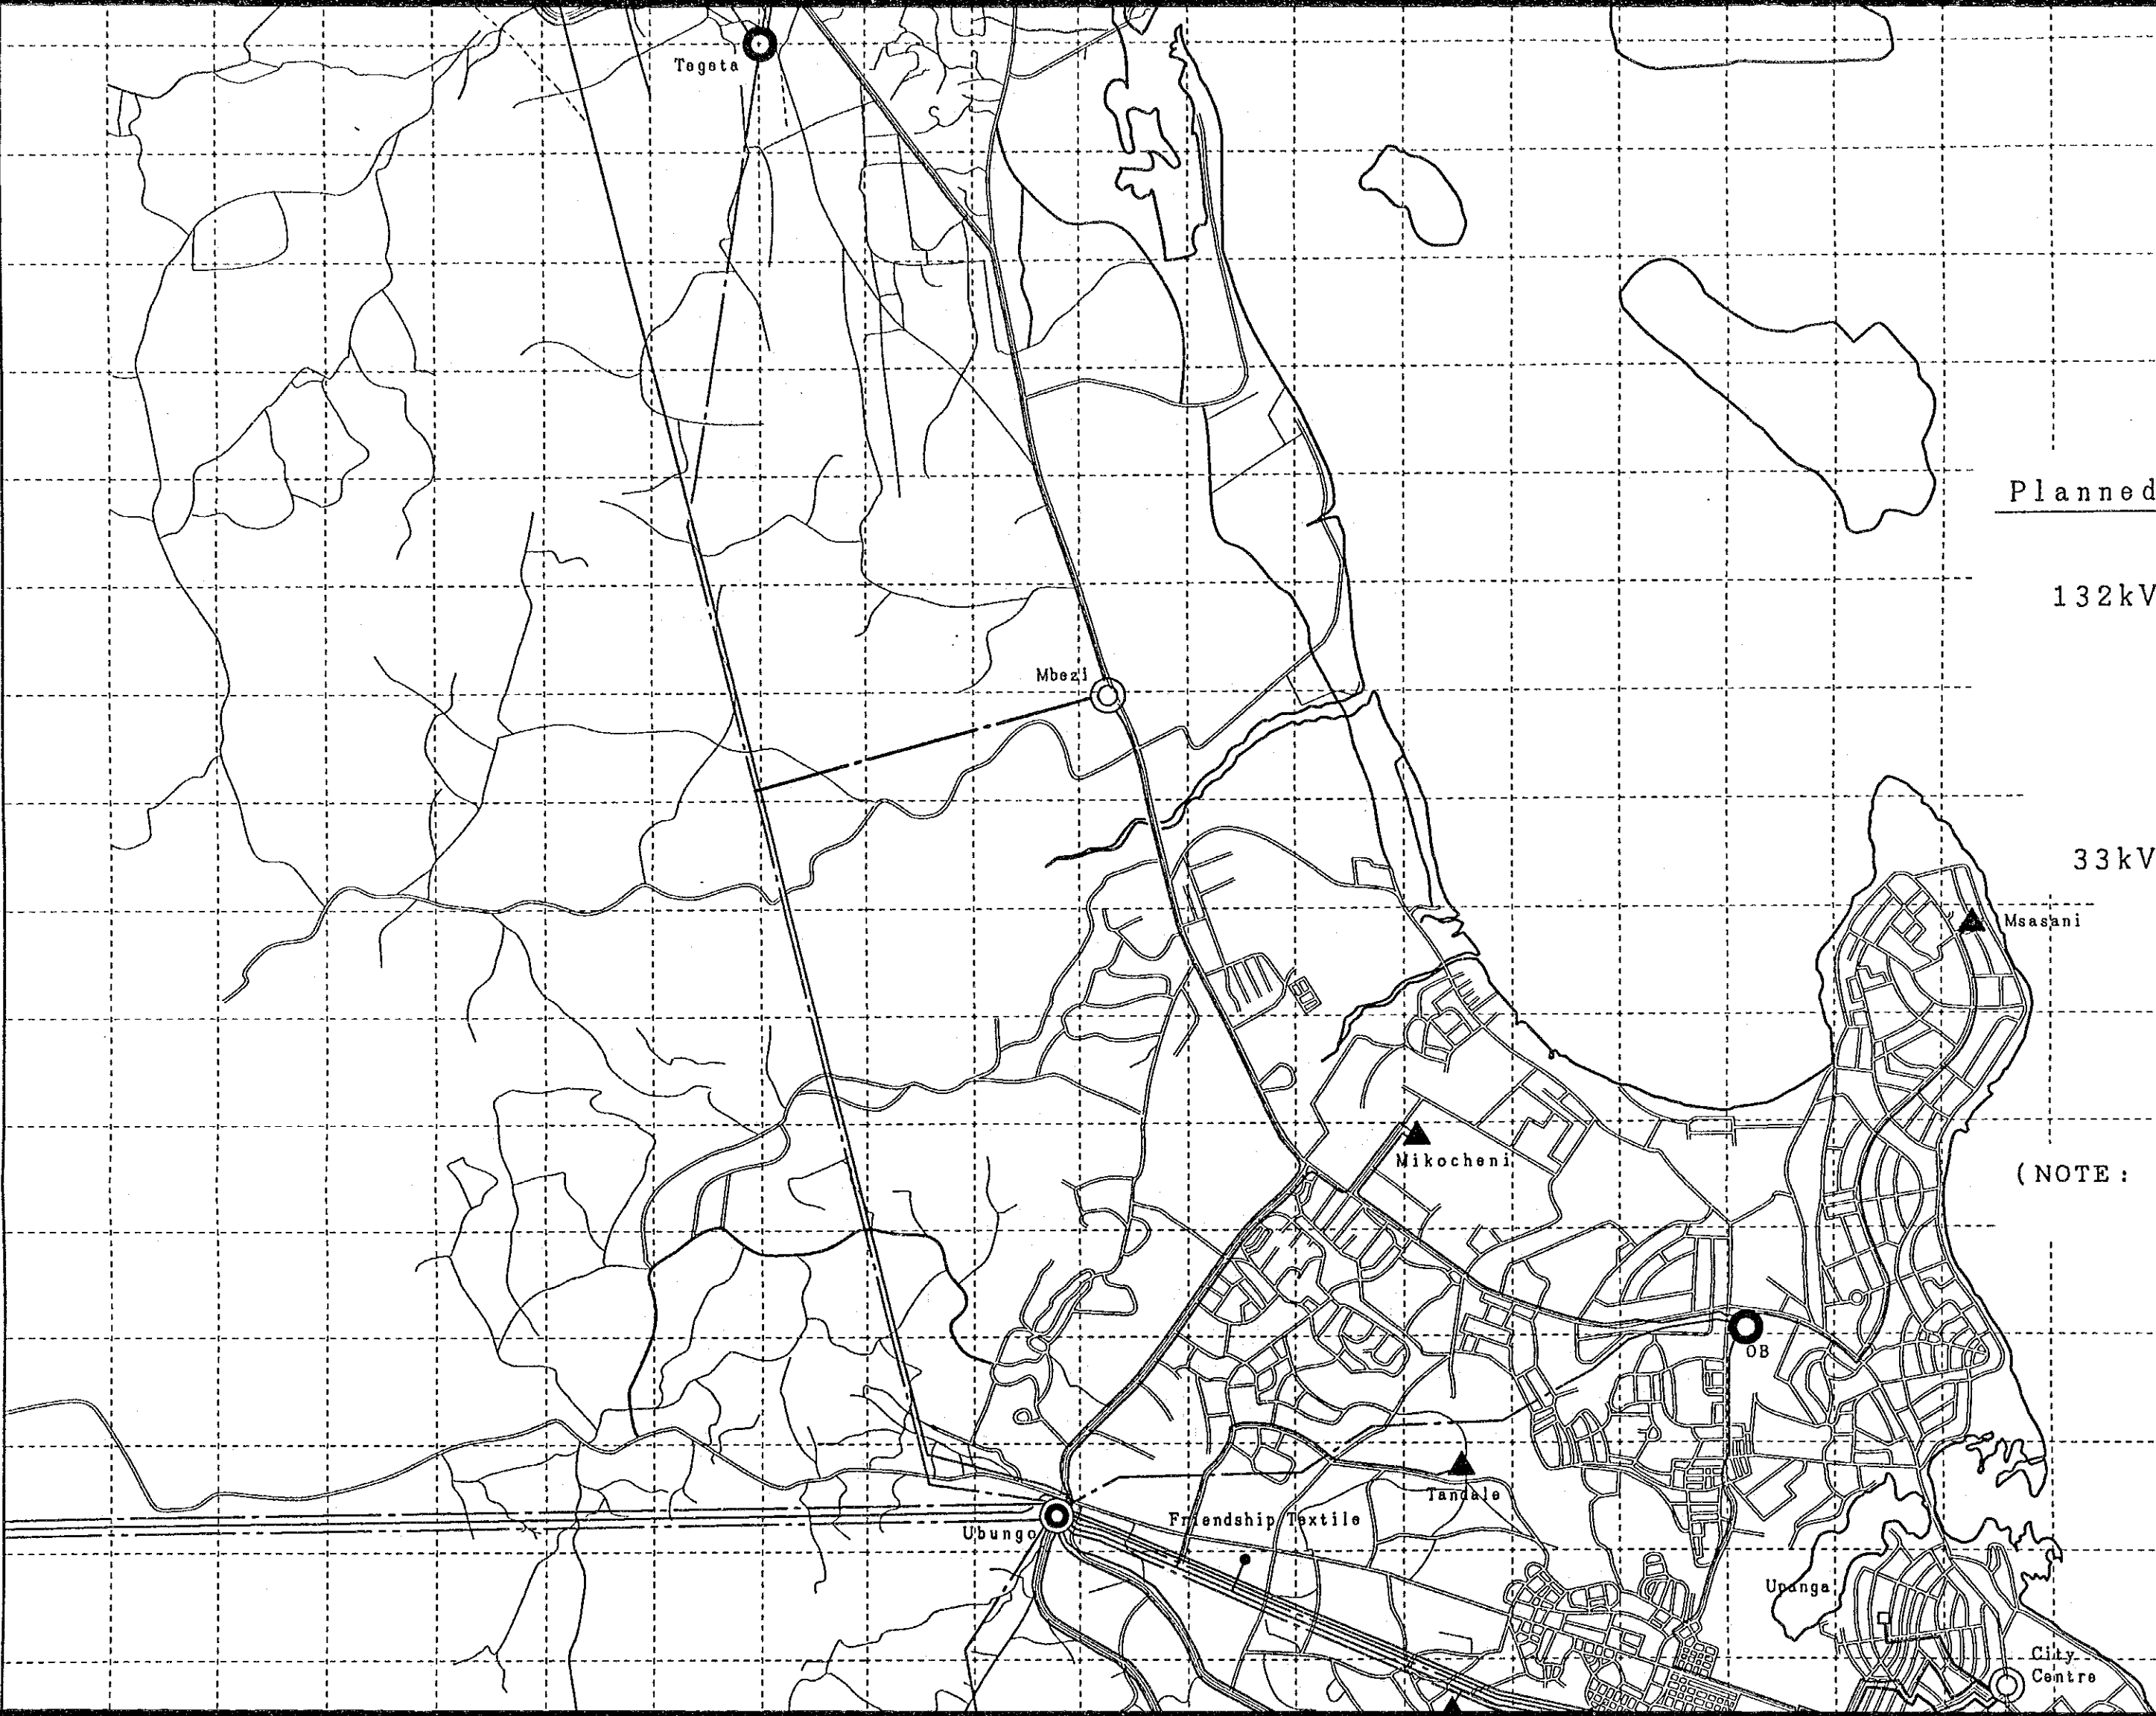 Tegeta
Planned
132kV
Mbezi
33kV
Msasani
Mikocheni
(NOTE:
OB
Tandale
Friendship Textile
Ubungo
Upanga
City
Centre